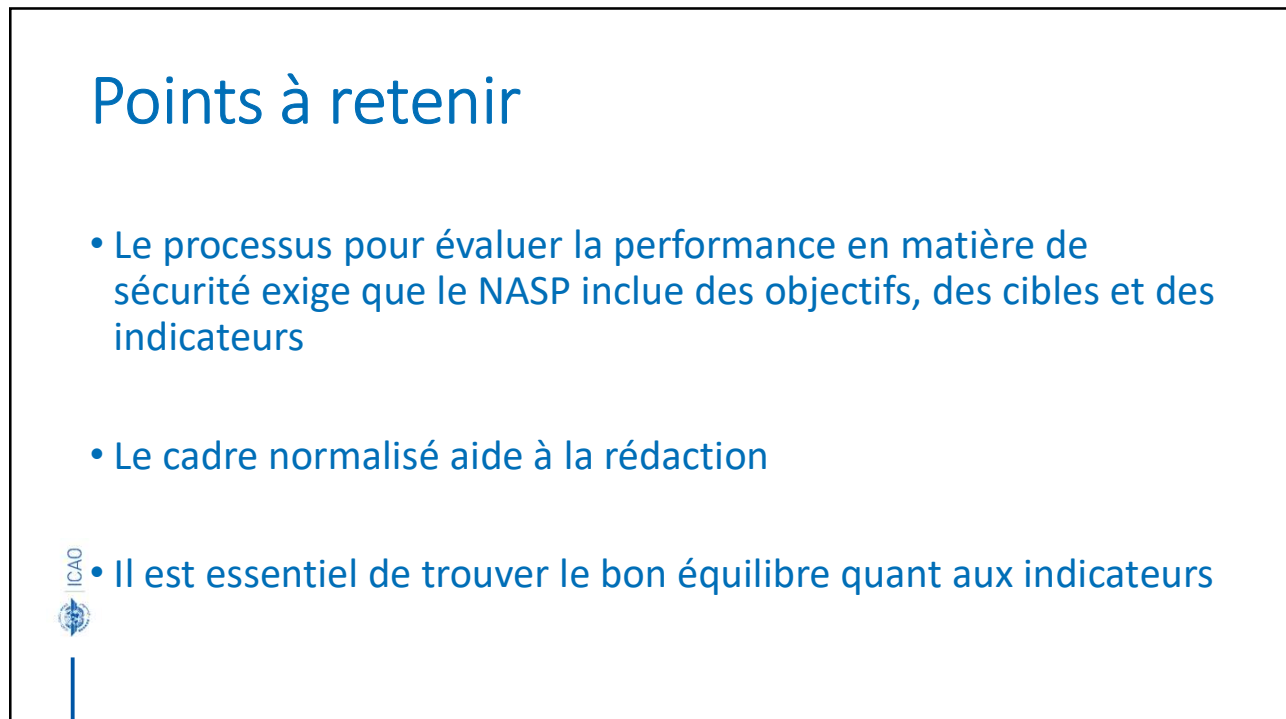 Points à retenir
• Le processus pour évaluer la performance en matière de
sécurité exige que le NASP inclue des objectifs, des cibles et des
indicateurs
• Le cadre normalisé aide à la rédaction
• Il est essentiel de trouver le bon équilibre quant aux indicateurs
ICAO